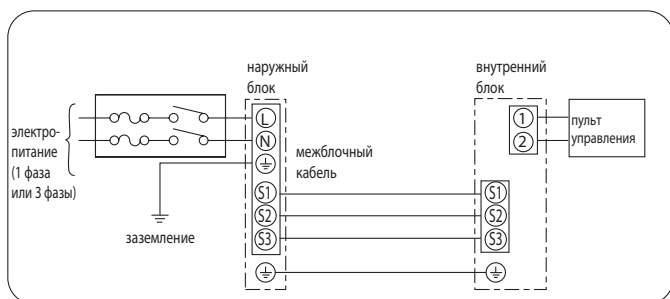 наружный
блок
внутренний
блок
электро-
питание
(1 фаза
или 3 фазы)
L
N
заземление
межблочный
кабель
S1
S2
S3
1
2
пульт
управления
S1
S2
S3